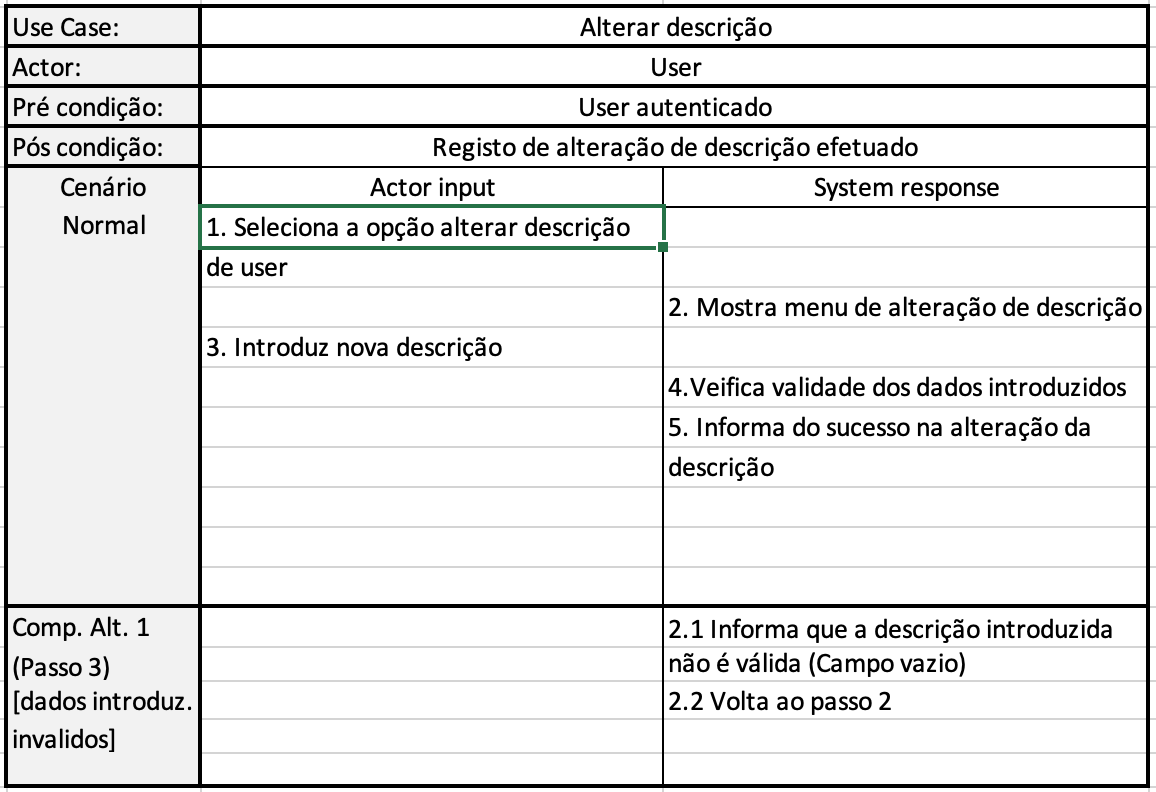 Use Case:
Alterar descrição
Actor:
User
Pré condição:
User autenticado
Pós condição:
Registo de alteração de descrição efetuado
Cenário
Normal
Actor input
System response
1. Seleciona a opção alterar descrição
de user
2. Mostra menu de alteração de descrição
3. Introduz nova descrição
4.Veifica validade dos dados introduzidos
5. Informa do sucesso na alteração da
descrição
Comp. Alt. 1
(Passo 3)
[dados introduz.
invalidos]
2.1 Informa que a descrição introduzida
não é válida (Campo vazio)
2.2 Volta ao passo 2